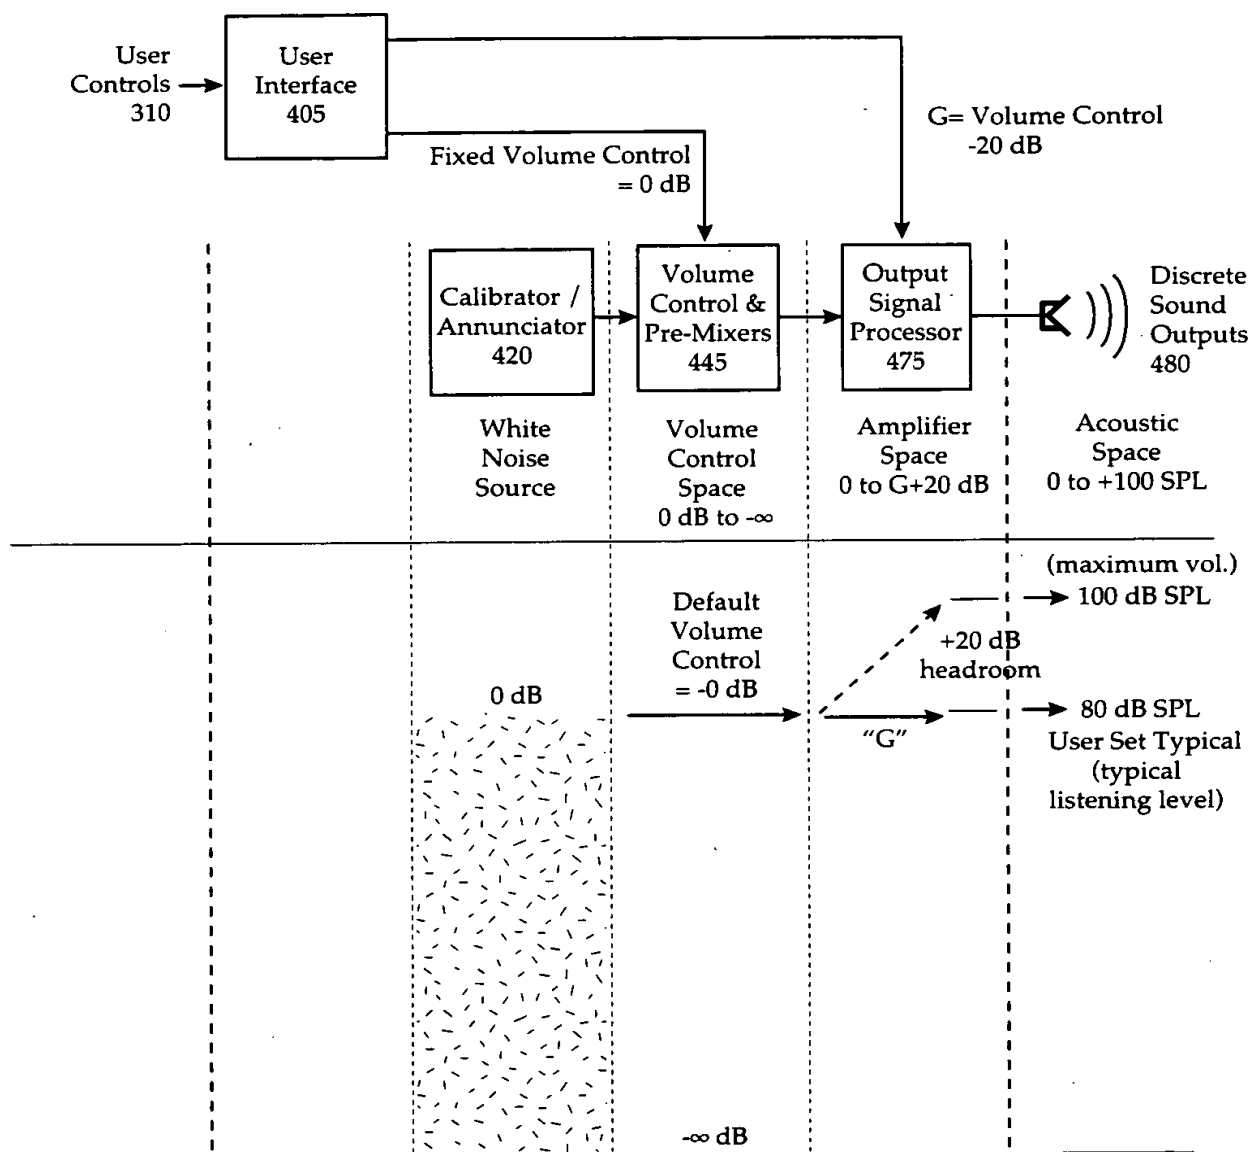 User
Controls
310
User
Interface
405
Fixed Volume Control
= 0 dB
G= Volume Control
-20 dB
Calibrator /
Annunciator
420
Volume
Control &
Pre-Mixers
445
Output
Signal
Processor
475
Discrete
Sound
Outputs
480
White
Noise
Source
Volume
Control
Space
0 dB to -∞
Amplifier
Space
0 to G+20 dB
Acoustic
Space
0 to +100 SPL
(maximum vol.)
100 dB SPL
Default
Volume
Control
= -0 dB
+20 dB
headroom
0 dB
"G"
80 dB SPL
User Set Typical
(typical
listening level)
-∞ dB